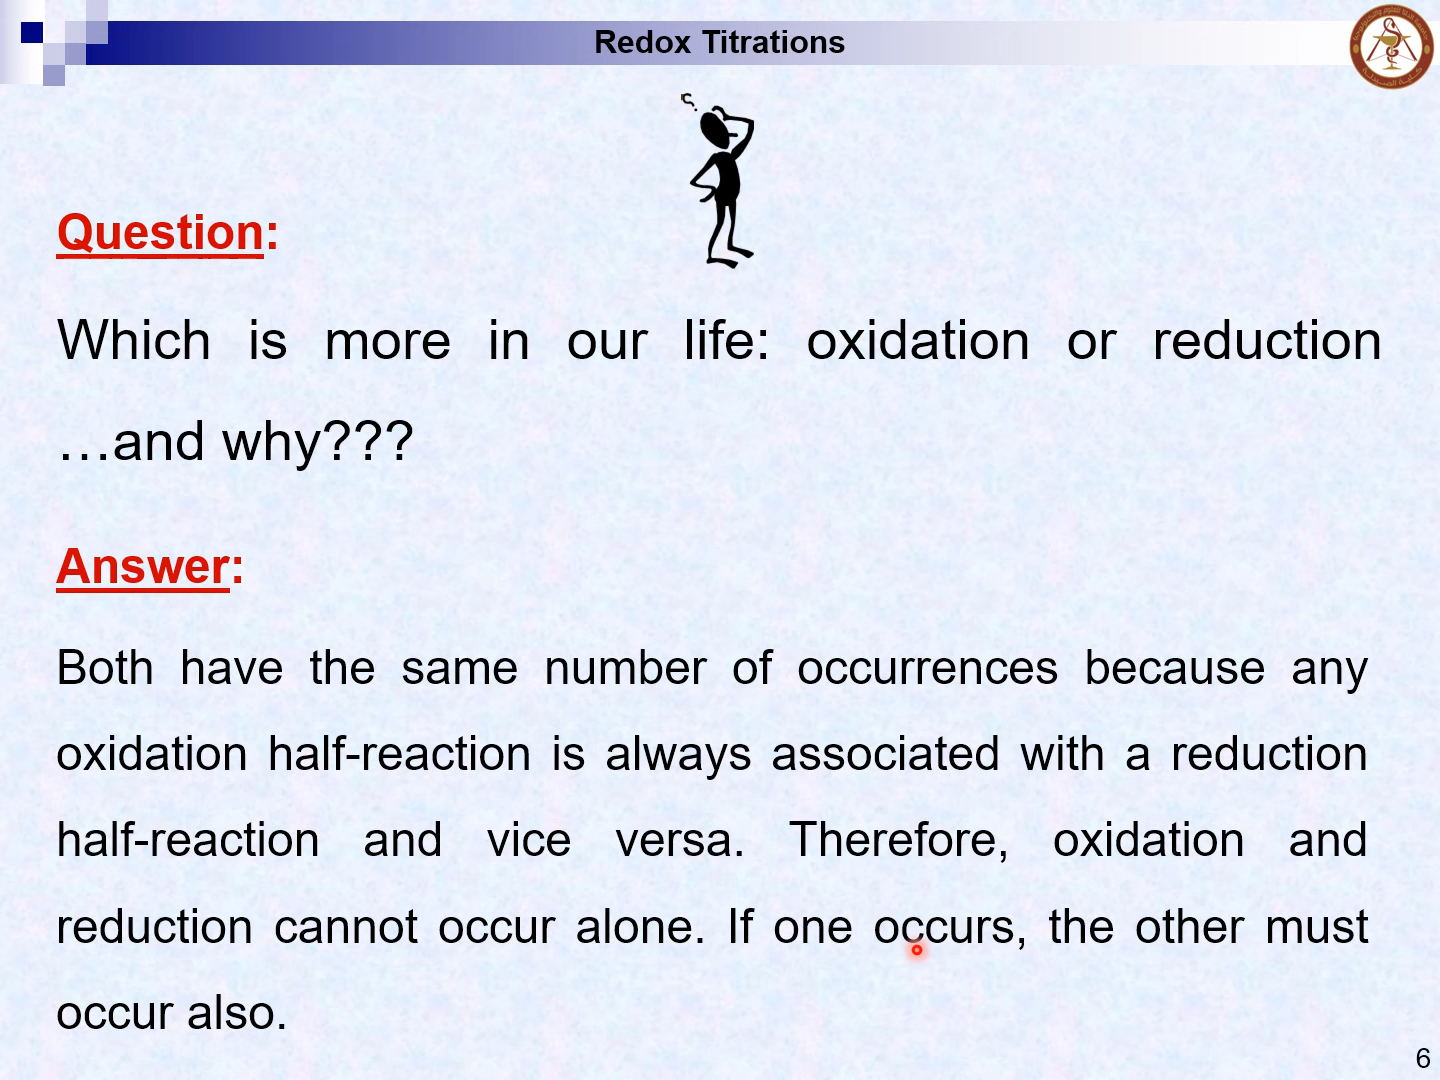 Redox Titrations
Question:
Which is more in our life: oxidation or reduction
…and why???
Answer:
Both have the same number of occurrences because any
oxidation half-reaction is always associated with a reduction
half-reaction and vice versa. Therefore, oxidation and
reduction cannot occur alone. If one occurs, the other must
occur also.
6